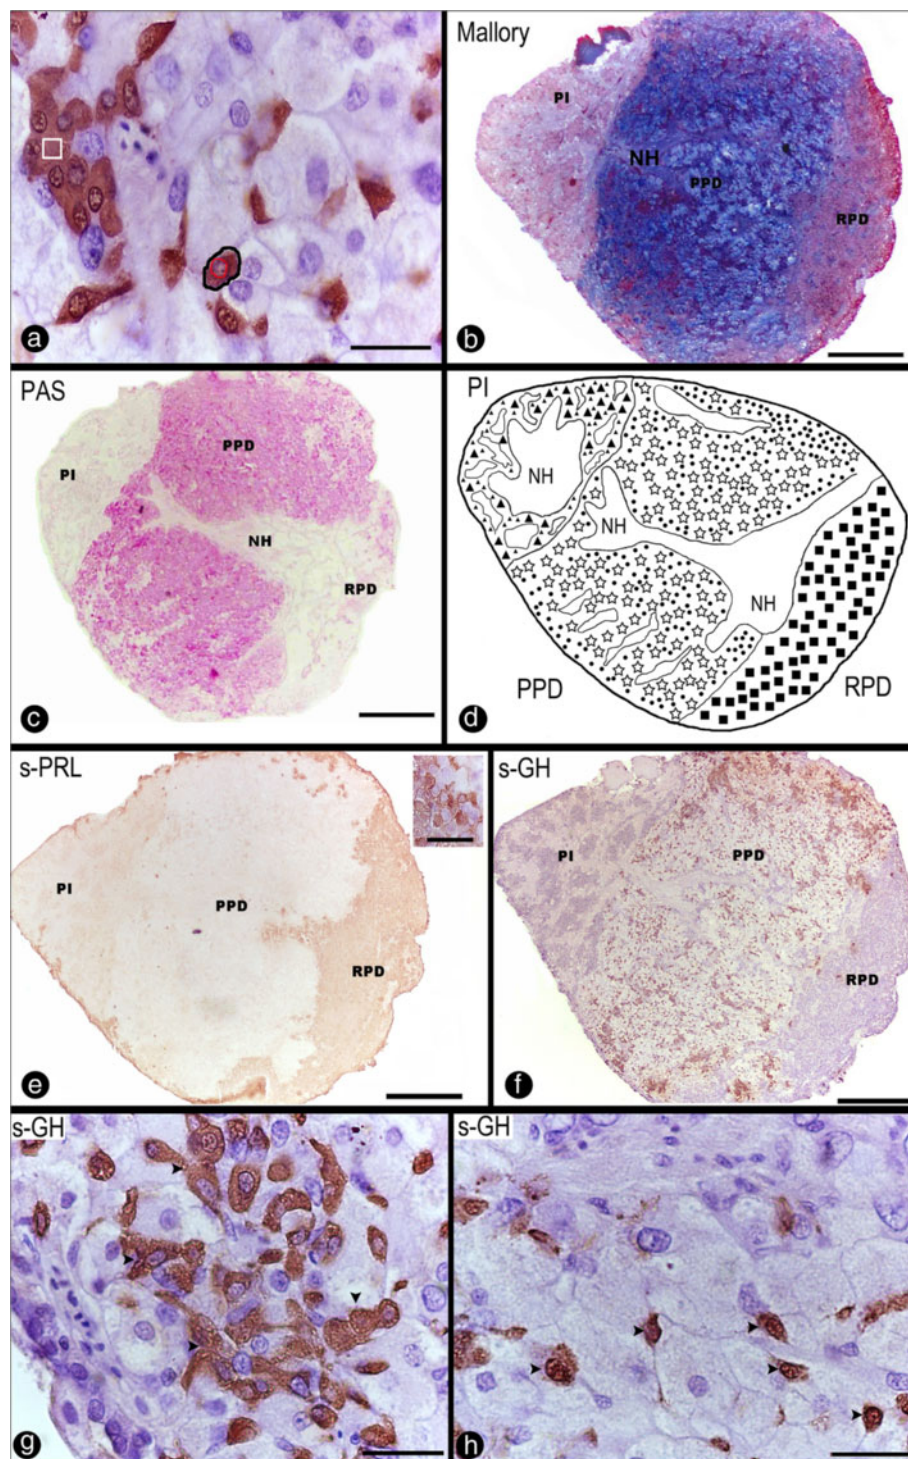 a
Mallory
PI
NH
PPD
RPD
b
PAS
PPD
PI
NH
RPD
c
PI
NH
NH
NH
PPD
RPD
d
s-PRL
PI
PPD
RPD
e
s-GH
PI
PPD
RPD
f
s-GH
g
s-GH
h